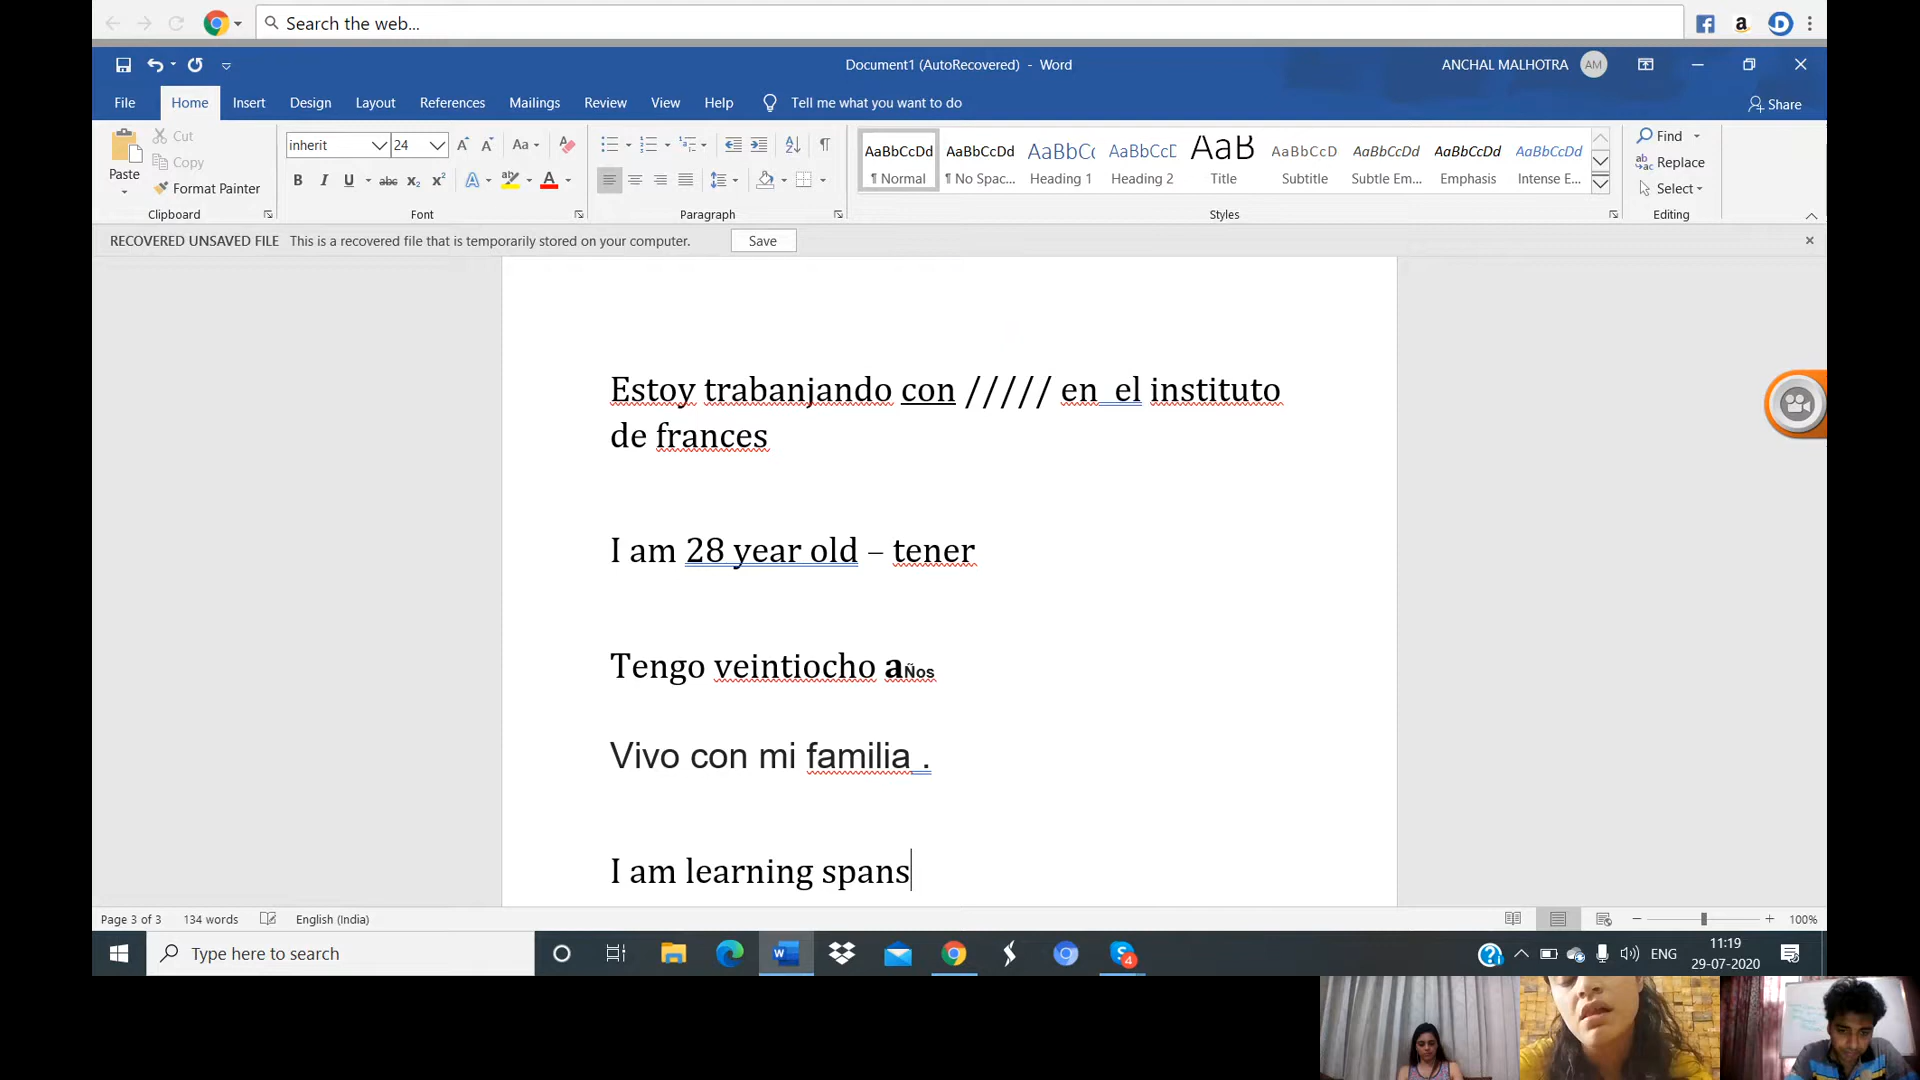 Search the web...
Document1 (AutoRecovered) - Word
ANCHAL MALHOTRA AM
File Home Insert Design Layout References Mailings Review View Help Tell me what you want to do
Share
Paste
Cut
Copy
Format Painter
Clipboard
inherit 24
Font
Paragraph
AaBbCcDd AaBbCcDd AaBbCc AaBbCcC AaB AaBbCcD AaBbCcDd AaBbCcDd AaBbCcDd
¶ Normal ¶ No Spac... Heading 1 Heading 2 Title Subtitle Subtle Em... Emphasis Intense E...
Styles
Find
Replace
Select
Editing
RECOVERED UNSAVED FILE This is a recovered file that is temporarily stored on your computer. Save
Estoy trabanjando con ///// en el instituto
de frances
I am 28 year old – tener
Tengo veintiocho aÑos
Vivo con mi familia .
I am learning spans
Page 3 of 3 134 words English (India) 100%
Type here to search
4
ENG
11:19
29-07-2020